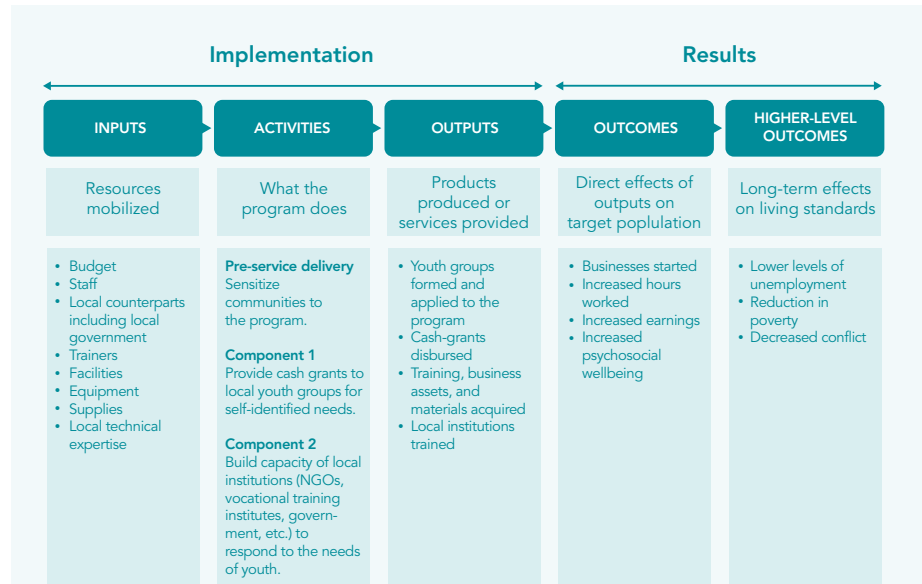 Implementation
Results
INPUTS
ACTIVITIES
OUTPUTS
OUTCOMES
HIGHER-LEVEL
OUTCOMES
Resources
mobilized
What the
program does
Products
produced or
services provided
Direct effects of
outputs on
target poplulation
Long-term effects
on living standards
• Budget
• Staff
• Local counterparts
including local
government
• Trainers
• Facilities
• Equipment
• Supplies
• Local technical
expertise
Pre-service delivery
Sensitize
communities to
the program.
Component 1
Provide cash grants to
local youth groups for
self-identified needs.
Component 2
Build capacity of local
institutions (NGOs,
vocational training
institutes, govern-
ment, etc.) to
respond to the needs
of youth.
• Youth groups
formed and
applied to the
program
• Cash-grants
disbursed
• Training, business
assets, and
materials acquired
• Local institutions
trained
• Businesses started
• Increased hours
worked
• Increased earnings
• Increased
psychosocial
wellbeing
• Lower levels of
unemployment
• Reduction in
poverty
• Decreased conflict